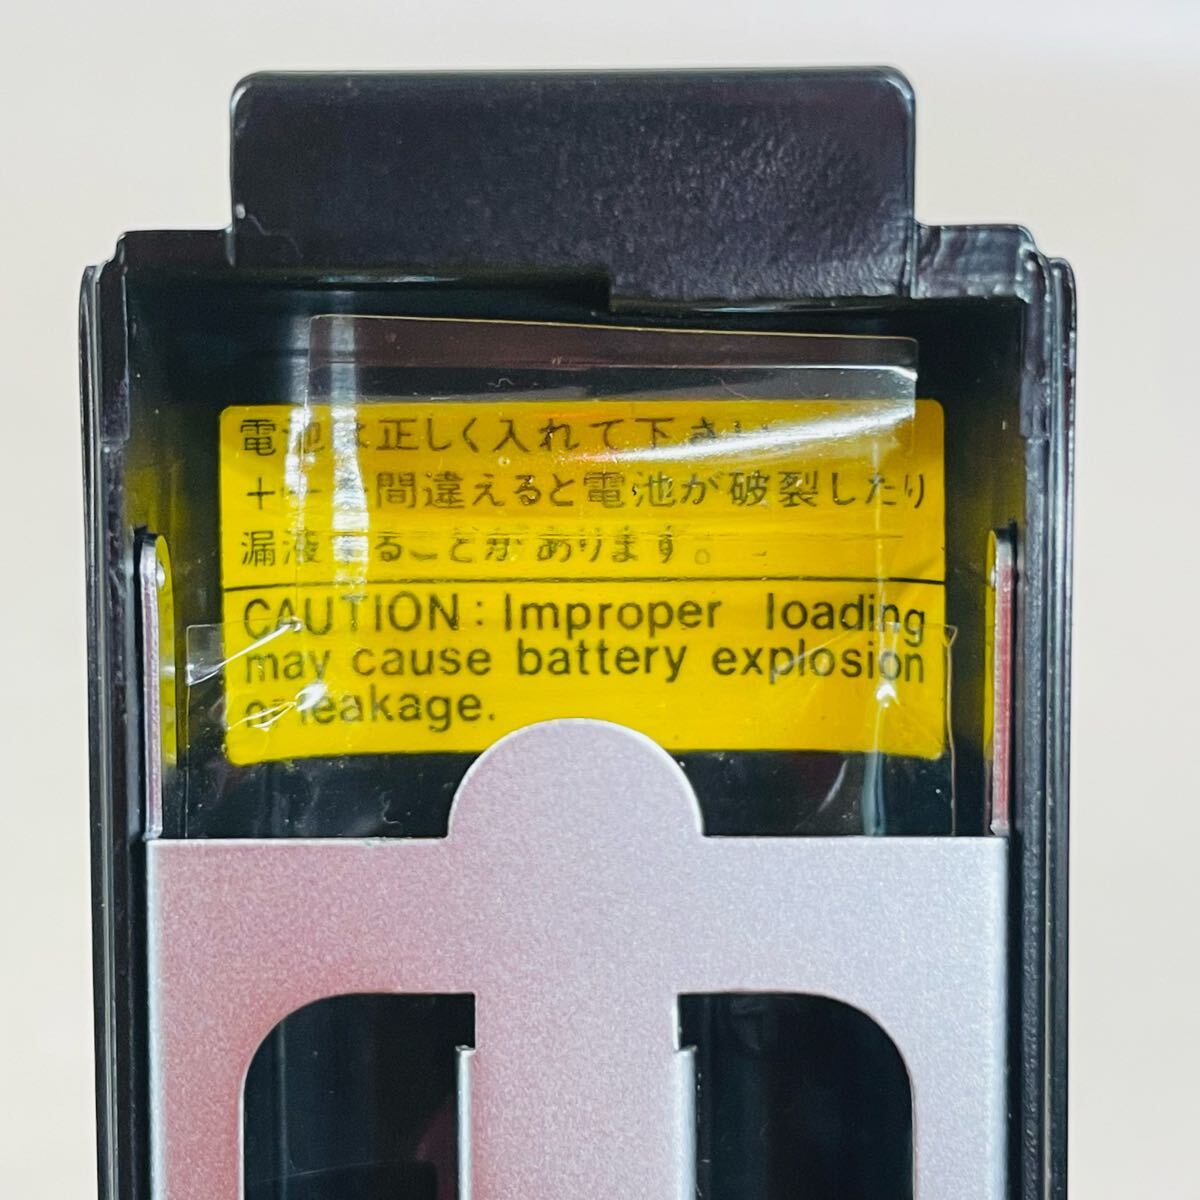 電池は正しく入れて下さい
＋－を間違えると電池が破裂したり
漏液することがあります。
CAUTION: Improper loading
may cause battery explosion
or leakage.